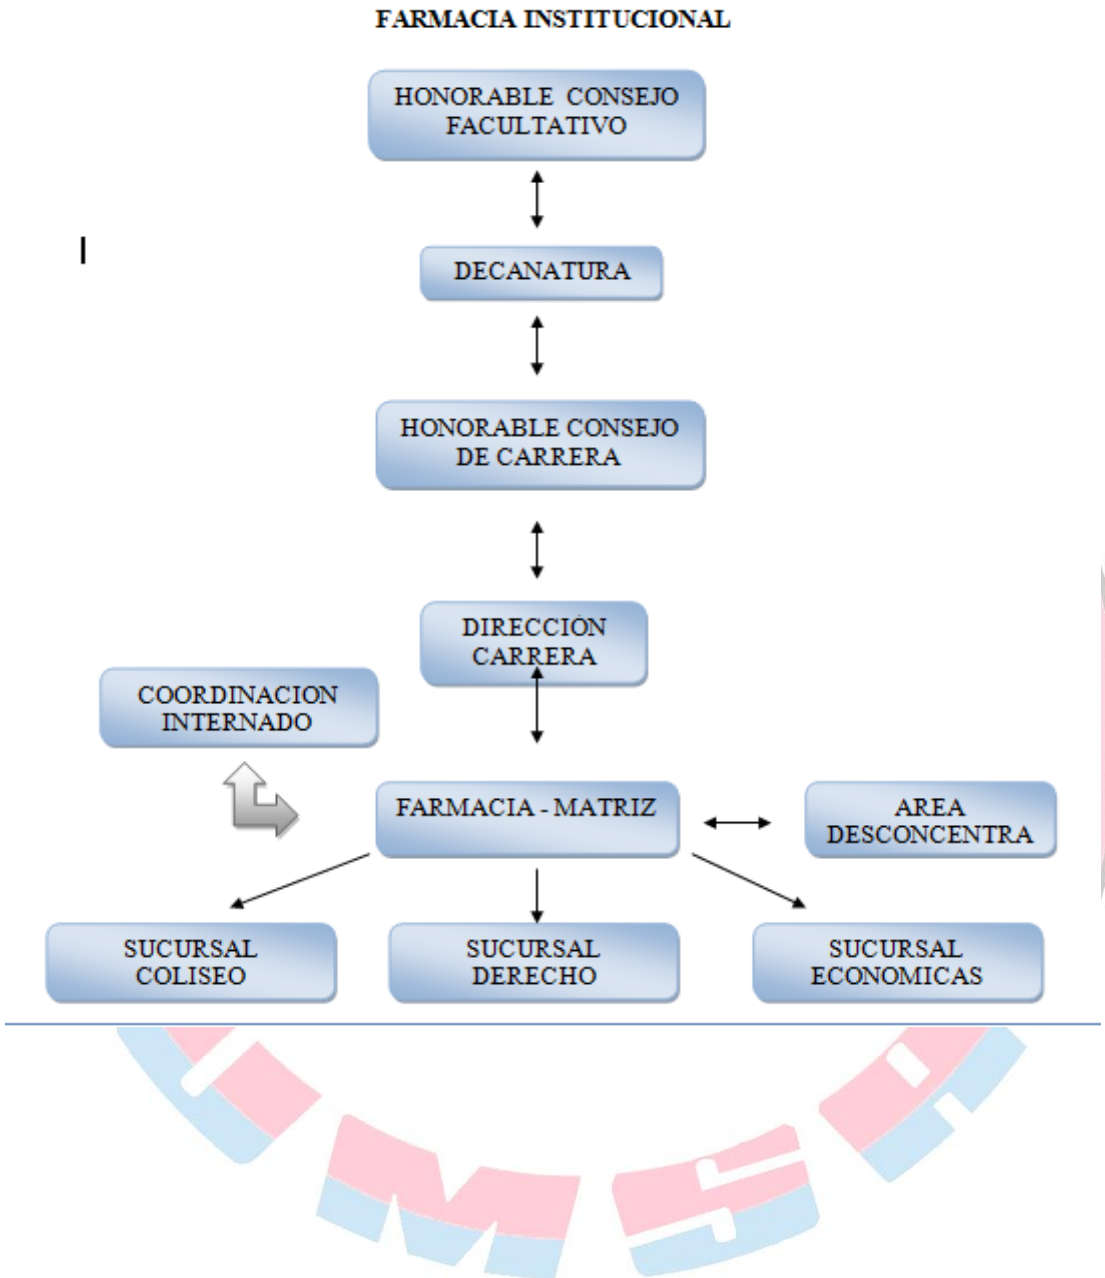 FARMACIA INSTITUCIONAL
HONORABLE CONSEJO
FACULTATIVO
DECANATURA
HONORABLE CONSEJO
DE CARRERA
DIRECCIÓN
CARRERA
COORDINACION
INTERNADO
FARMACIA - MATRIZ
AREA
DESCONCENTRA
SUCURSAL
COLISEO
SUCURSAL
DERECHO
SUCURSAL
ECONOMICAS